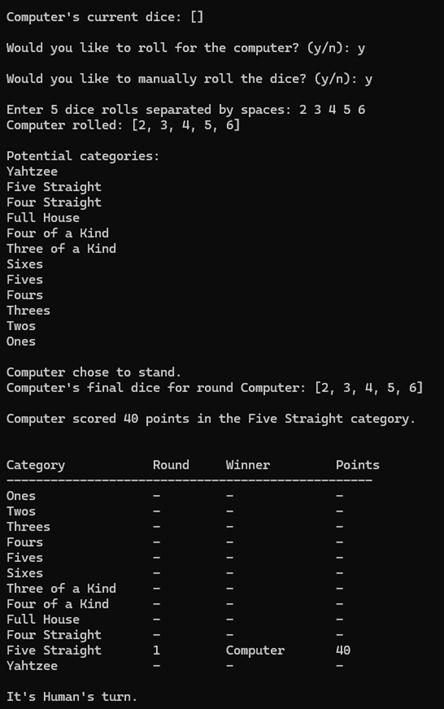 Computer's current dice: []
Would you like to roll for the computer? (y/n): y
Would you like to manually roll the dice? (y/n): y
Enter 5 dice rolls separated by spaces: 2 3 4 5 6
Computer rolled: [2, 3, 4, 5, 6]
Potential categories:
Yahtzee
Five Straight
Four Straight
Full House
Four of a Kind
Three of a Kind
Sixes
Fives
Fours
Threes
Twos
Ones
Computer chose to stand.
Computer's final dice for round Computer: [2, 3, 4, 5, 6]
Computer scored 40 points in the Five Straight category.
Category Round Winner Points
--------------------------------------------------
Ones - - -
Twos - - -
Threes - - -
Fours - - -
Fives - - -
Sixes - - -
Three of a Kind - - -
Four of a Kind - - -
Full House - - -
Four Straight - - -
Five Straight 1 Computer 40
Yahtzee - - -
It's Human's turn.